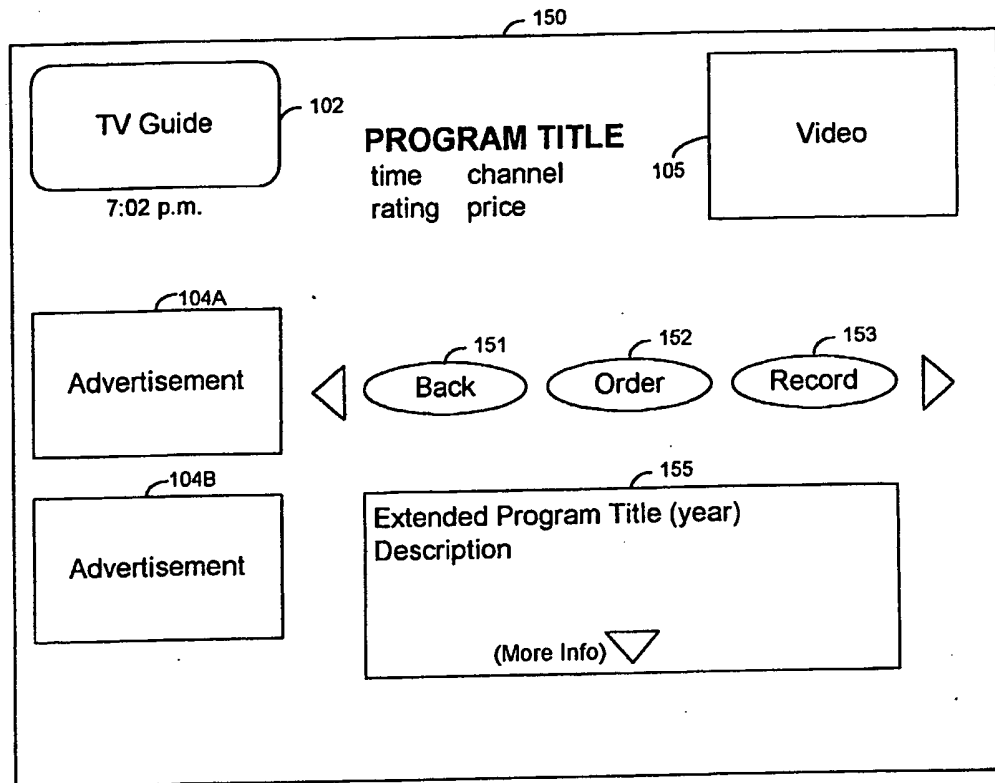 150
TV Guide
102
7:02 p.m.
PROGRAM TITLE
time channel
rating price
105
Video
104A
Advertisement
151
Back
152
Order
153
Record
104B
Advertisement
155
Extended Program Title (year)
Description
(More Info)